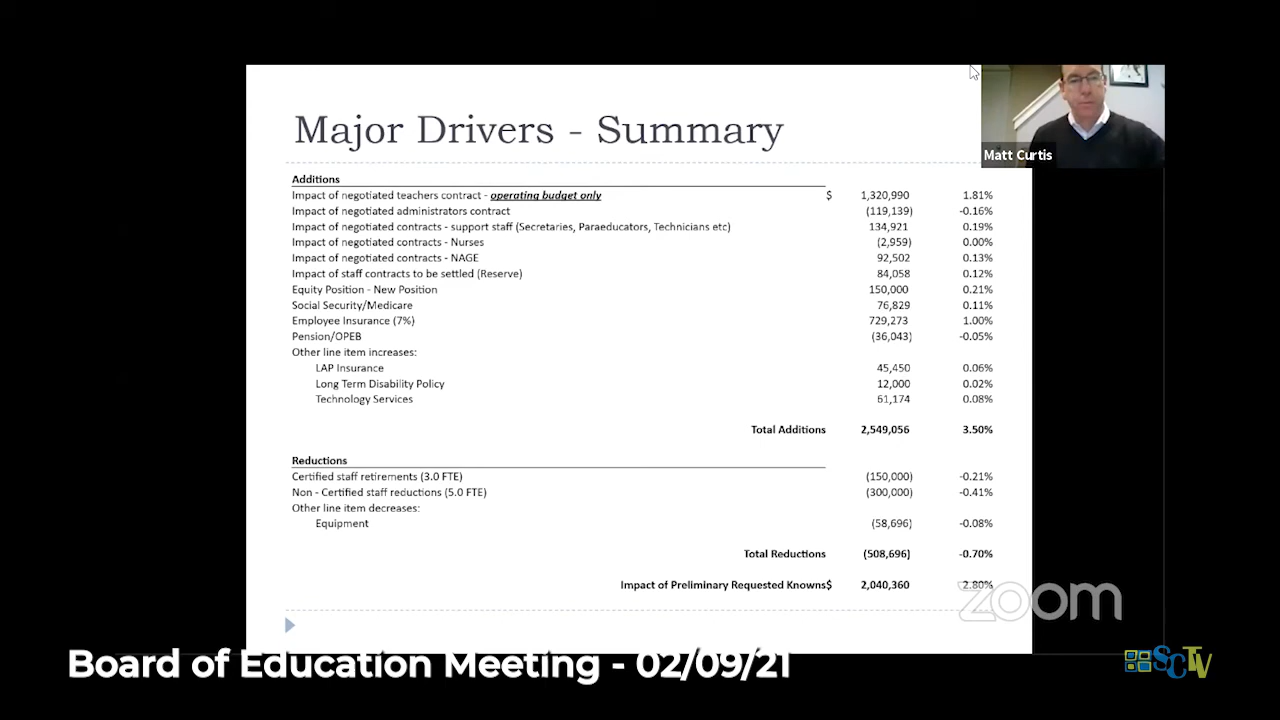 Major Drivers - Summary
Matt Curtis
Additions
Impact of negotiated teachers contract - operating budget only $ 1,320,990 1.81%
Impact of negotiated administrators contract (119,139) -0.16%
Impact of negotiated contracts - support staff (Secretaries, Paraeducators, Technicians etc) 134,921 0.19%
Impact of negotiated contracts - Nurses (2,959) 0.00%
Impact of negotiated contracts - NAGE 92,502 0.13%
Impact of staff contracts to be settled (Reserve) 84,058 0.12%
Equity Position - New Position 150,000 0.21%
Social Security/Medicare 76,829 0.11%
Employee Insurance (7%) 729,273 1.00%
Pension/OPEB (36,043) -0.05%
Other line item increases:
LAP Insurance 45,450 0.06%
Long Term Disability Policy 12,000 0.02%
Technology Services 61,174 0.08%
Total Additions 2,549,056 3.50%
Reductions
Certified staff retirements (3.0 FTE) (150,000) -0.21%
Non - Certified staff reductions (5.0 FTE) (300,000) -0.41%
Other line item decreases:
Equipment (58,696) -0.08%
Total Reductions (508,696) -0.70%
Impact of Preliminary Requested Knowns $ 2,040,360 2.80%
zoom
Board of Education Meeting - 02/09/21
SCTV